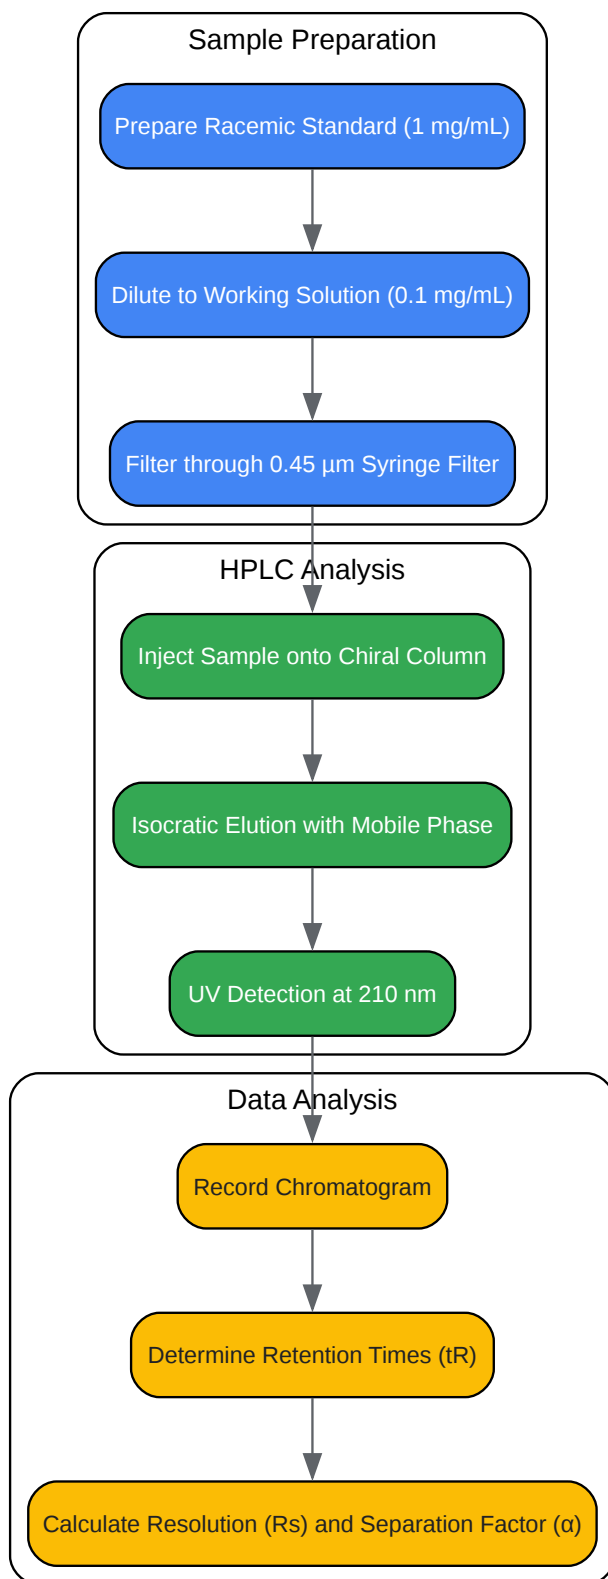 Sample Preparation
Prepare Racemic Standard (1 mg/mL)
Dilute to Working Solution (0.1 mg/mL)
Filter through 0.45 µm Syringe Filter
HPLC Analysis
Inject Sample onto Chiral Column
Isocratic Elution with Mobile Phase
UV Detection at 210 nm
Data Analysis
Record Chromatogram
Determine Retention Times (tR)
Calculate Resolution (Rs) and Separation Factor (α)